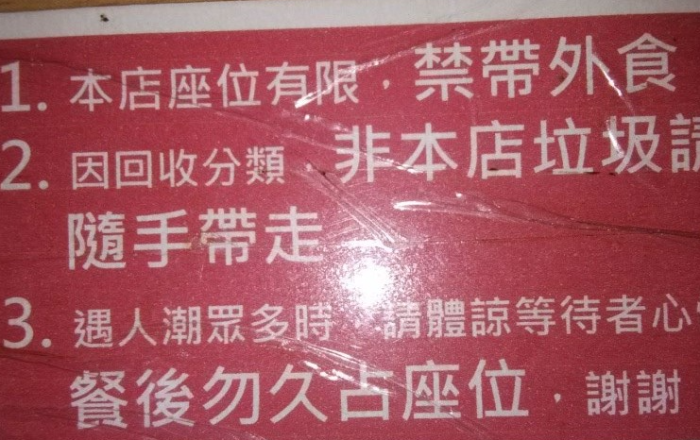 1. 本店座位有限，禁帶外食
2. 因回收分類 非本店垃圾請
隨手帶走
3. 遇人潮眾多時 請體諒等待者心
餐後勿久占座位，謝謝